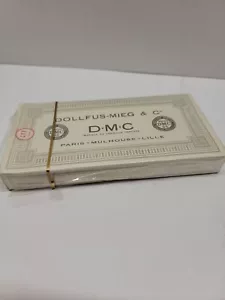 DOLLFUS-MIEG & Cie
D·M·C
PARIS-MULHOUSE-LILLE